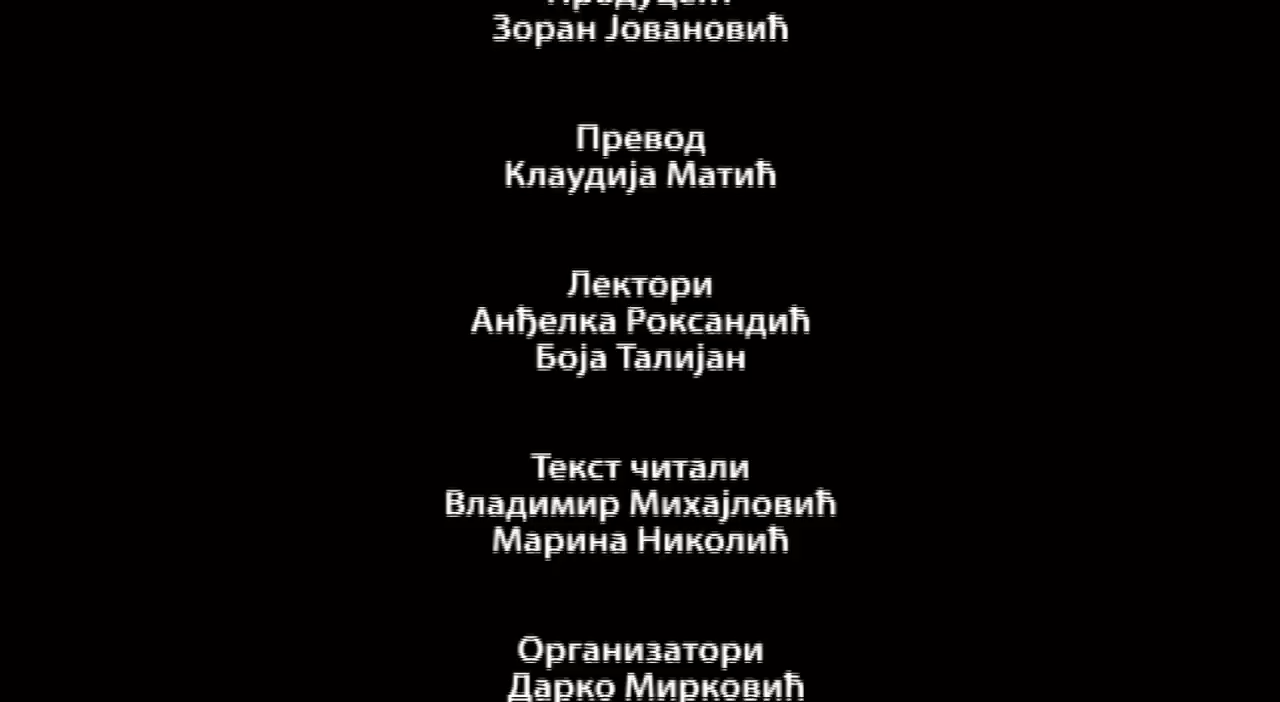 Зоран Јовановић
Превод
Клаудија Матић
Лектори
Анђелка Роксандић
Боја Талијан
Текст читали
Владимир Михајловић
Марина Николић
Организатори
Дарко Мирковић